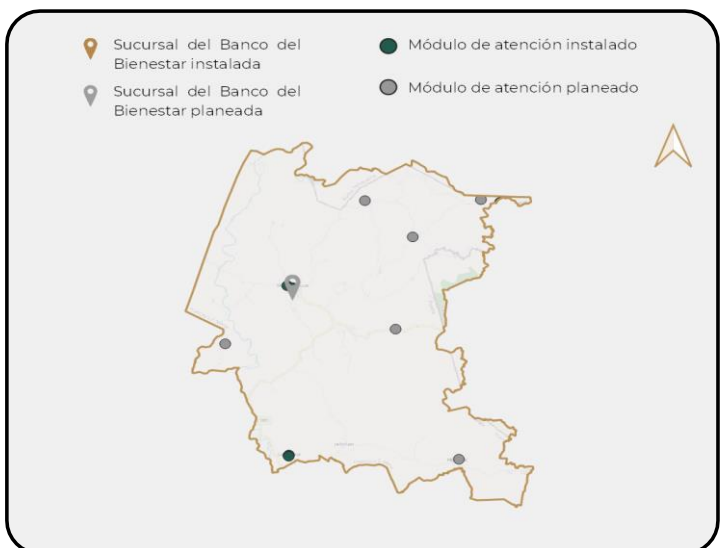 Sucursal del Banco del
Bienestar instalada
Sucursal del Banco del
Bienestar planeada
Módulo de atención instalado
Módulo de atención planeado